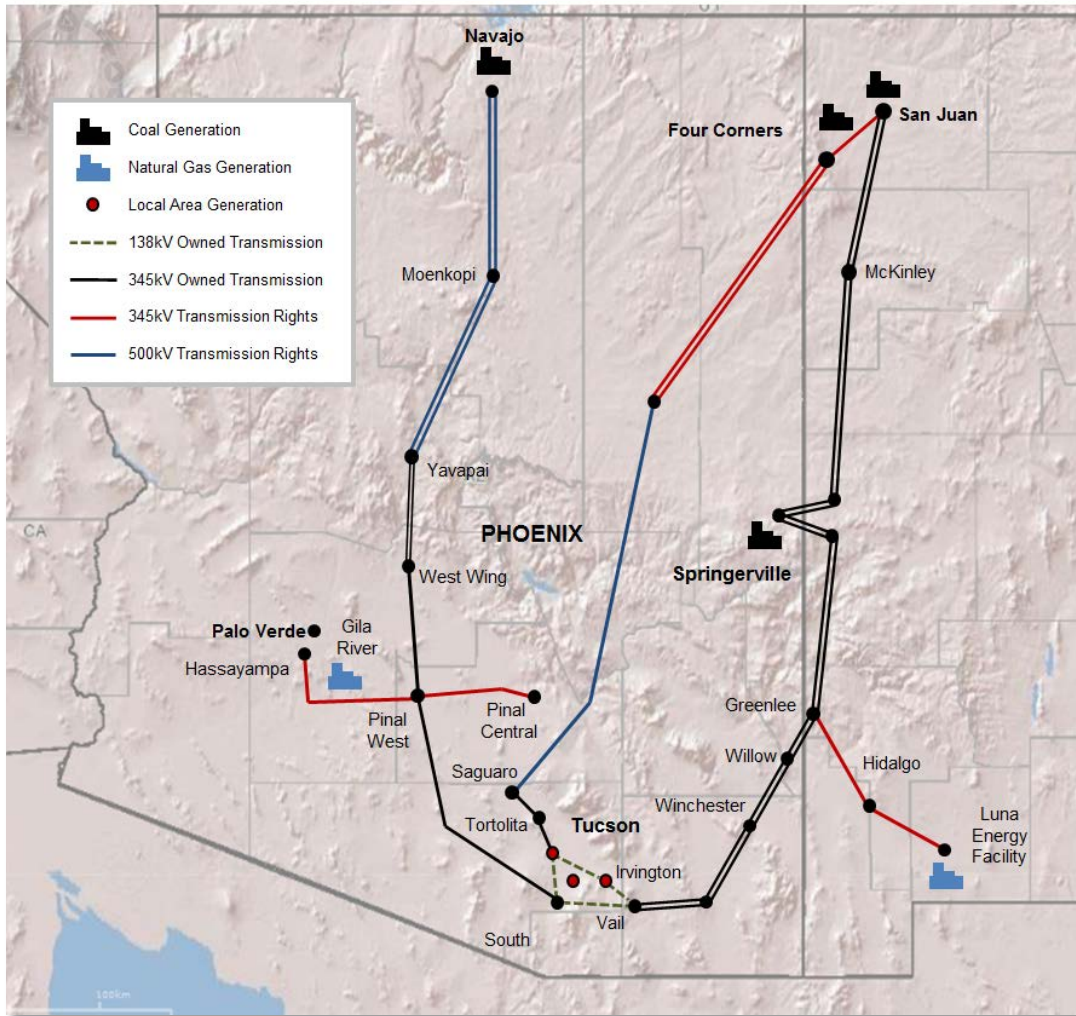 UT
Navajo
San Juan
Four Corners
Coal Generation
Natural Gas Generation
Local Area Generation
138kV Owned Transmission
345kV Owned Transmission
345kV Transmission Rights
500kV Transmission Rights
Moenkopi
McKinley
Yavapai
CA
PHOENIX
West Wing
Springerville
Palo Verde
Gila
River
Hassayampa
Pinal
West
Pinal
Central
Greenlee
Willow
Hidalgo
Saguaro
Winchester
Tortolita
Tucson
Luna
Energy
Facility
Irvington
Vail
South
100km